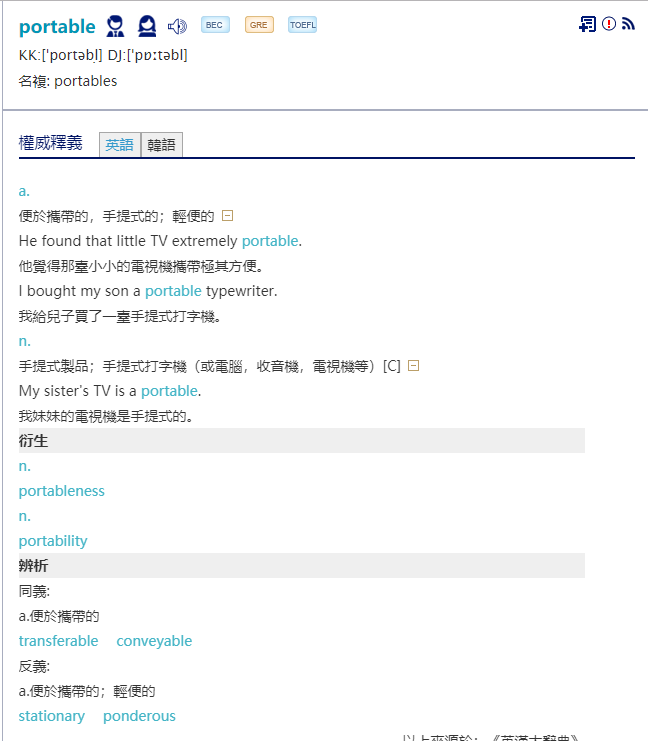 portable BEC GRE TOEFL
KK:[ˈportəbl̩] DJ:[ˈpɒːtəbl]
名複: portables
權威釋義 英語 韓語
a.
便於攜帶的，手提式的；輕便的
He found that little TV extremely portable.
他覺得那臺小小的電視機攜帶極其方便。
I bought my son a portable typewriter.
我給兒子買了一臺手提式打字機。
n.
手提式製品；手提式打字機（或電腦，收音機，電視機等）[C]
My sister's TV is a portable.
我妹妹的電視機是手提式的。
衍生
n.
portableness
n.
portability
辨析
同義:
a.便於攜帶的
transferable conveyable
反義:
a.便於攜帶的；輕便的
stationary ponderous
以上來源於：《英漢大辭典》